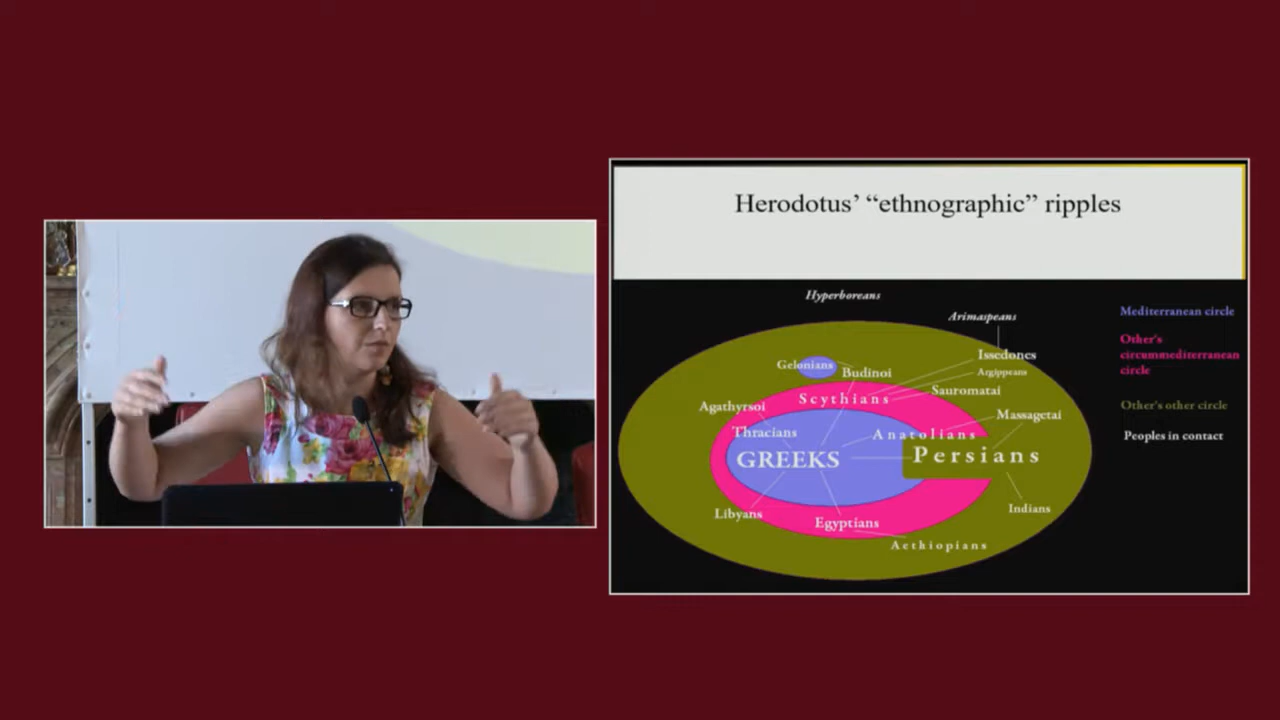 Herodotus’ “ethnographic” ripples
Hyperboreans
Arimaspeans
Mediterranean circle
Other's
circummediterranean
circle
Issedones
Gelonians
Budinoi
Argippeans
Scythians
Sauromatai
Agathyrsoi
Other's other circle
Massagetai
Thracians
Anatolians
Peoples in contact
GREEKS
Persians
Libyans
Egyptians
Indians
Aethiopians